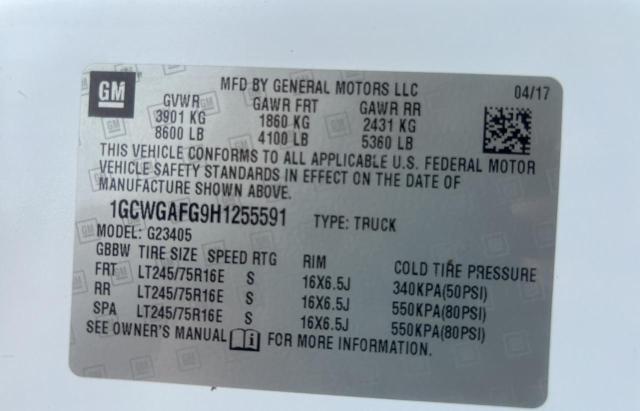 GM
MFD BY GENERAL MOTORS LLC
04/17
GVWR GAWR FRT GAWR RR
3901 KG 1860 KG 2431 KG
8600 LB 4100 LB 5360 LB
THIS VEHICLE CONFORMS TO ALL APPLICABLE U.S. FEDERAL MOTOR
VEHICLE SAFETY STANDARDS IN EFFECT ON THE DATE OF
MANUFACTURE SHOWN ABOVE.
1GCWGAFG9H1255591 TYPE: TRUCK
MODEL: G23405
GBBW TIRE SIZE SPEED RTG RIM COLD TIRE PRESSURE
FRT LT245/75R16E S 16X6.5J 340KPA(50PSI)
RR LT245/75R16E S 16X6.5J 550KPA(80PSI)
SPA LT245/75R16E S 16X6.5J 550KPA(80PSI)
SEE OWNER'S MANUAL FOR MORE INFORMATION.